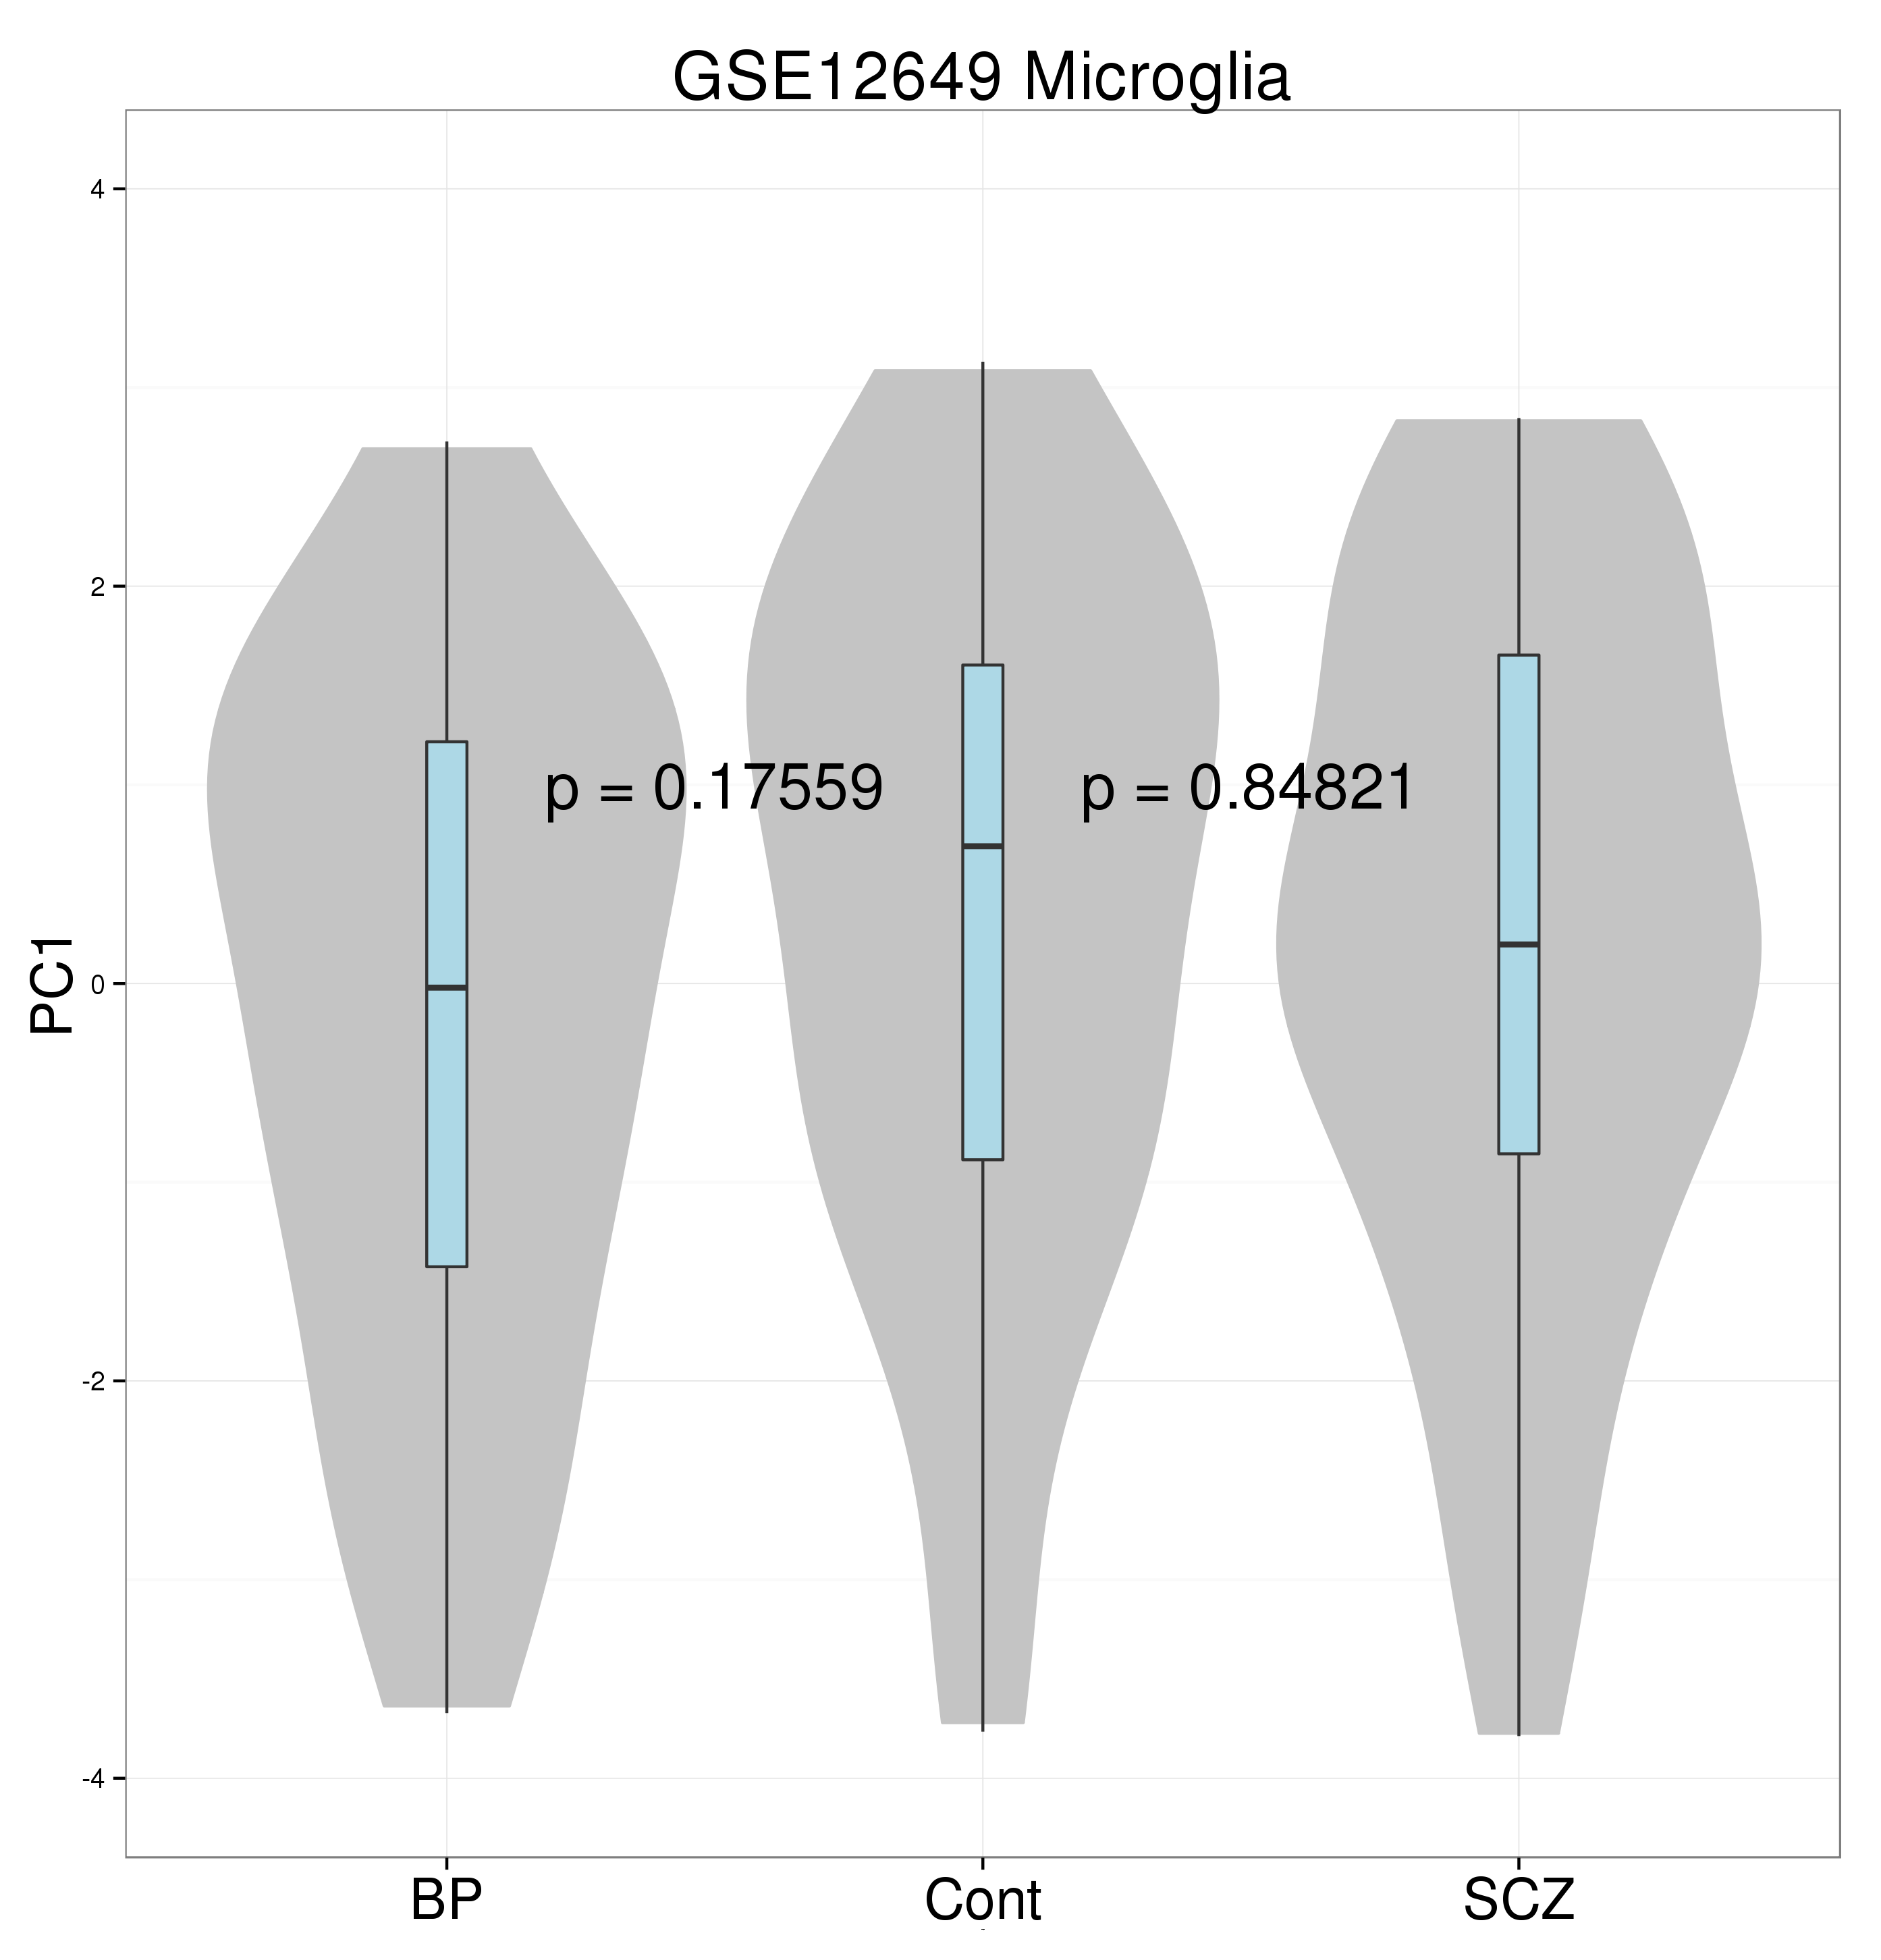 GSE12649 Microglia
4
2
0
-2
-4
PC1
p = 0.17559
p = 0.84821
BP
Cont
SCZ